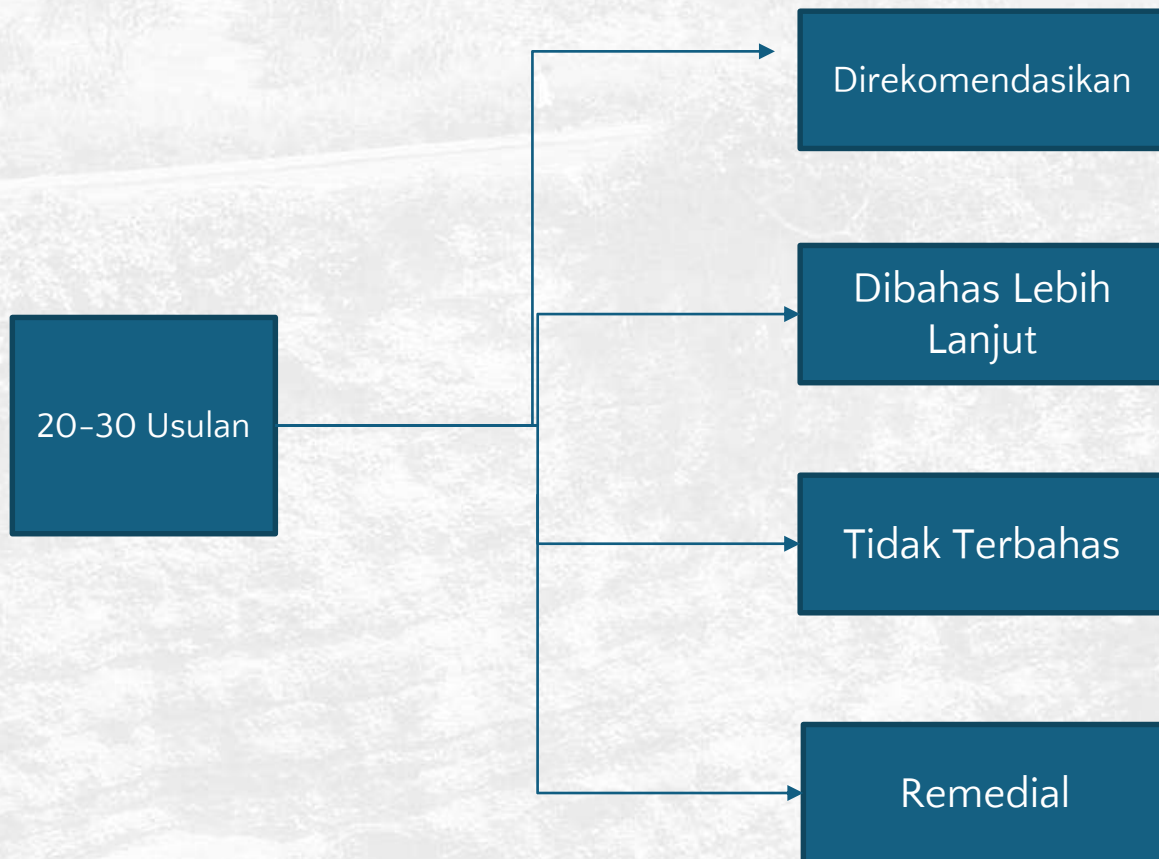 Direkomendasikan
Dibahas Lebih
Lanjut
20-30 Usulan
Tidak Terbahas
Remedial